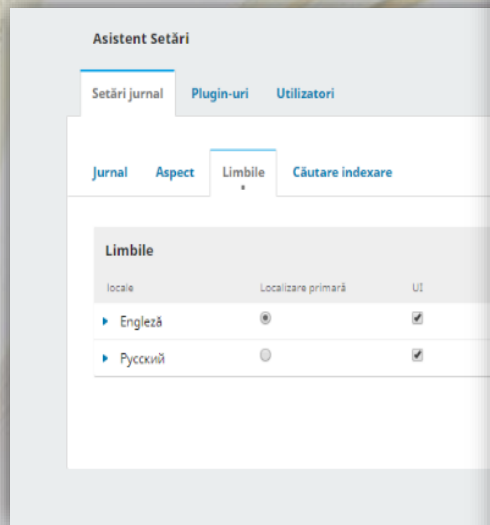 Asistent Setări
Setări jurnal Plugin-uri Utilizatori
Jurnal Aspect Limbile Căutare indexare
Limbile
locale Localizare primară UI
Engleză
Русский